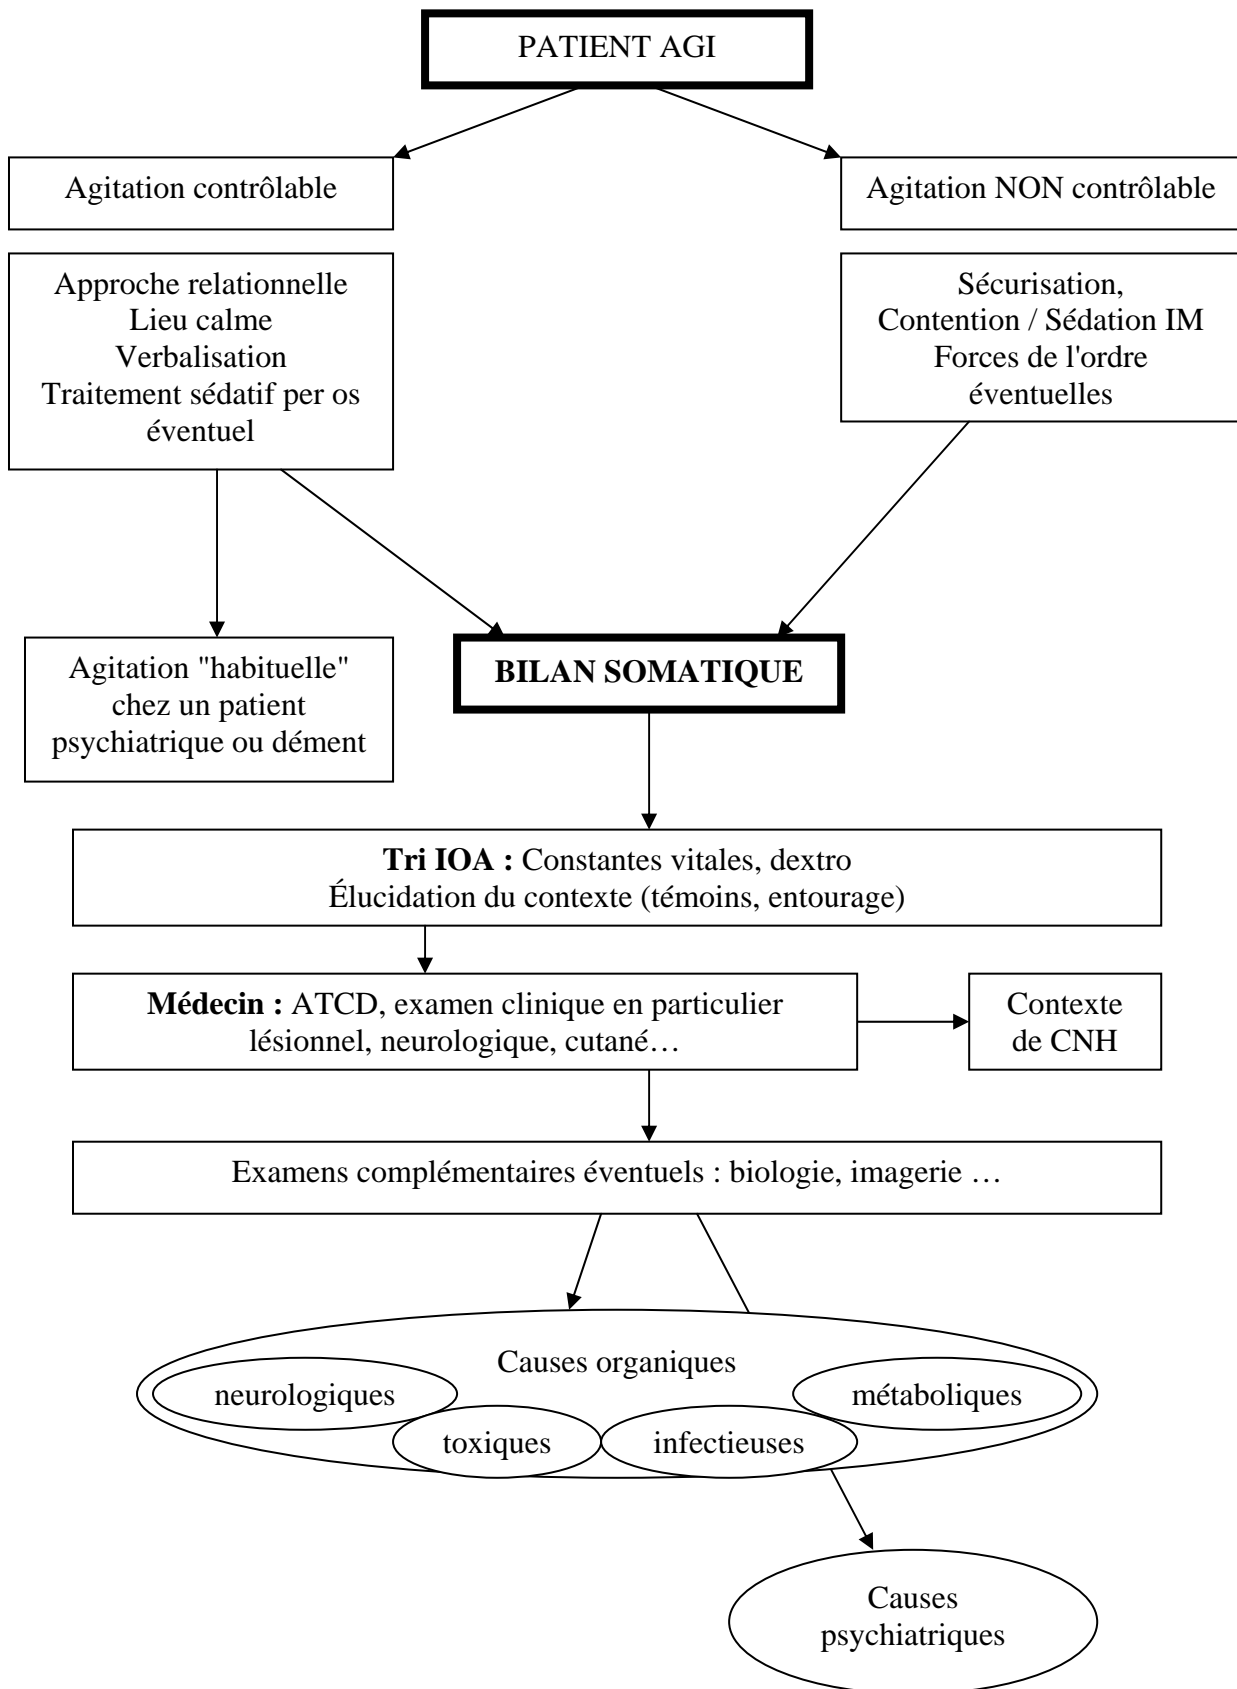 PATIENT AGI
Agitation contrôlable
Agitation NON contrôlable
Approche relationnelle
Lieu calme
Verbalisation
Traitement sédatif per os
éventuel
Sécurisation,
Contention / Sédation IM
Forces de l'ordre
éventuelles
Agitation "habituelle"
chez un patient
psychiatrique ou dément
BILAN SOMATIQUE
Tri IOA : Constantes vitales, dextro
Élucidation du contexte (témoins, entourage)
Médecin : ATCD, examen clinique en particulier
lésionnel, neurologique, cutané…
Contexte
de CNH
Examens complémentaires éventuels : biologie, imagerie …
Causes organiques
neurologiques
métaboliques
toxiques
infectieuses
Causes
psychiatriques